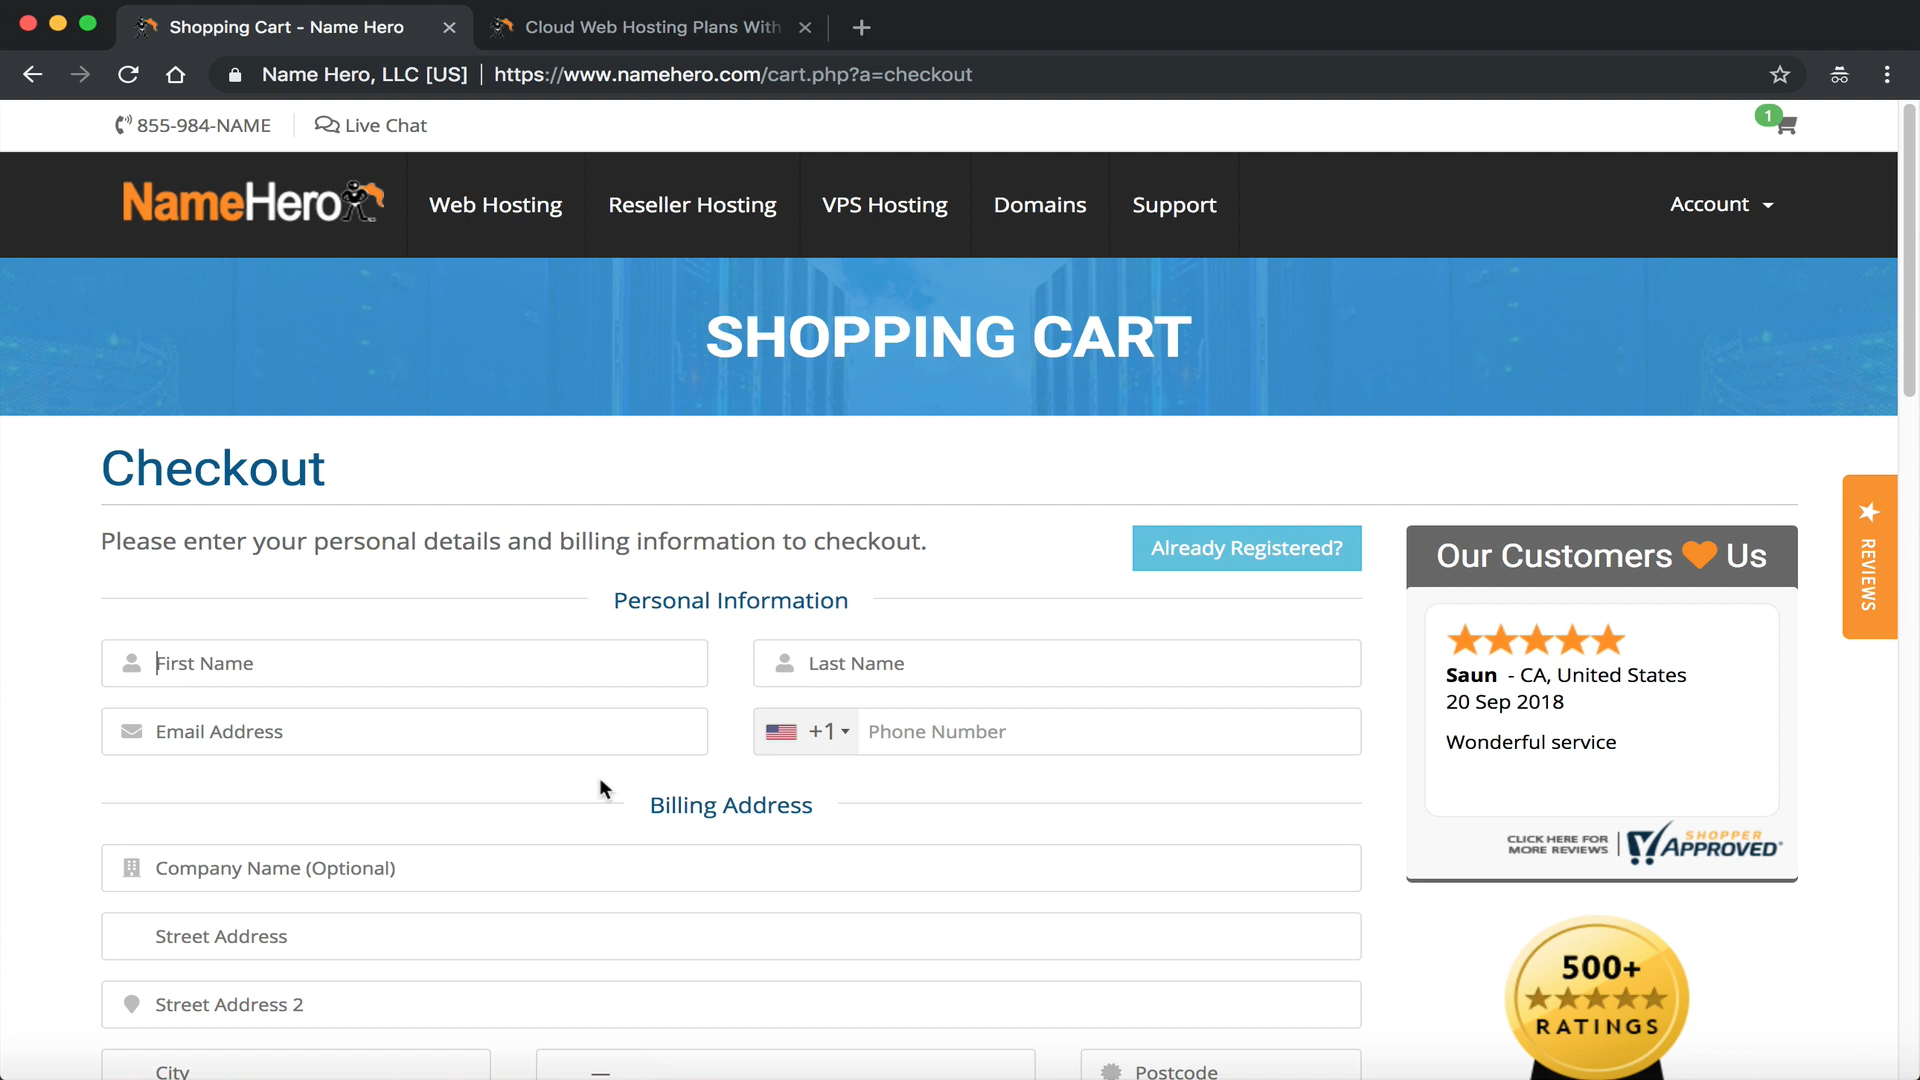 Shopping Cart - Name Hero
Cloud Web Hosting Plans With
Name Hero, LLC [US] | https://www.namehero.com/cart.php?a=checkout
855-984-NAME
Live Chat
1
NameHero
Web Hosting
Reseller Hosting
VPS Hosting
Domains
Support
Account
SHOPPING CART
Checkout
Please enter your personal details and billing information to checkout.
Already Registered?
Personal Information
First Name
Last Name
Email Address
+1
Phone Number
Billing Address
Company Name (Optional)
Street Address
Street Address 2
City
—
Postcode
Our Customers Us
Saun - CA, United States
20 Sep 2018
Wonderful service
CLICK HERE FOR
MORE REVIEWS
SHOPPER
APPROVED
REVIEWS
500+
RATINGS